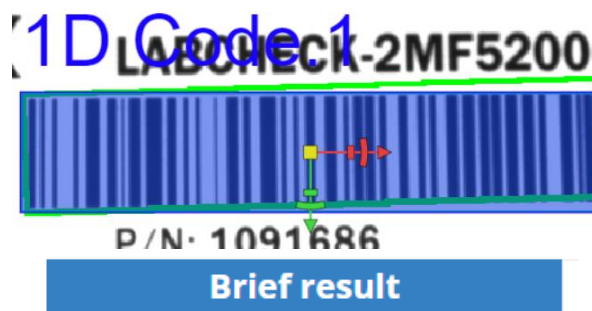 1D Code.1
LABCHECK-2MF5200
P/N: 1091686
Brief result